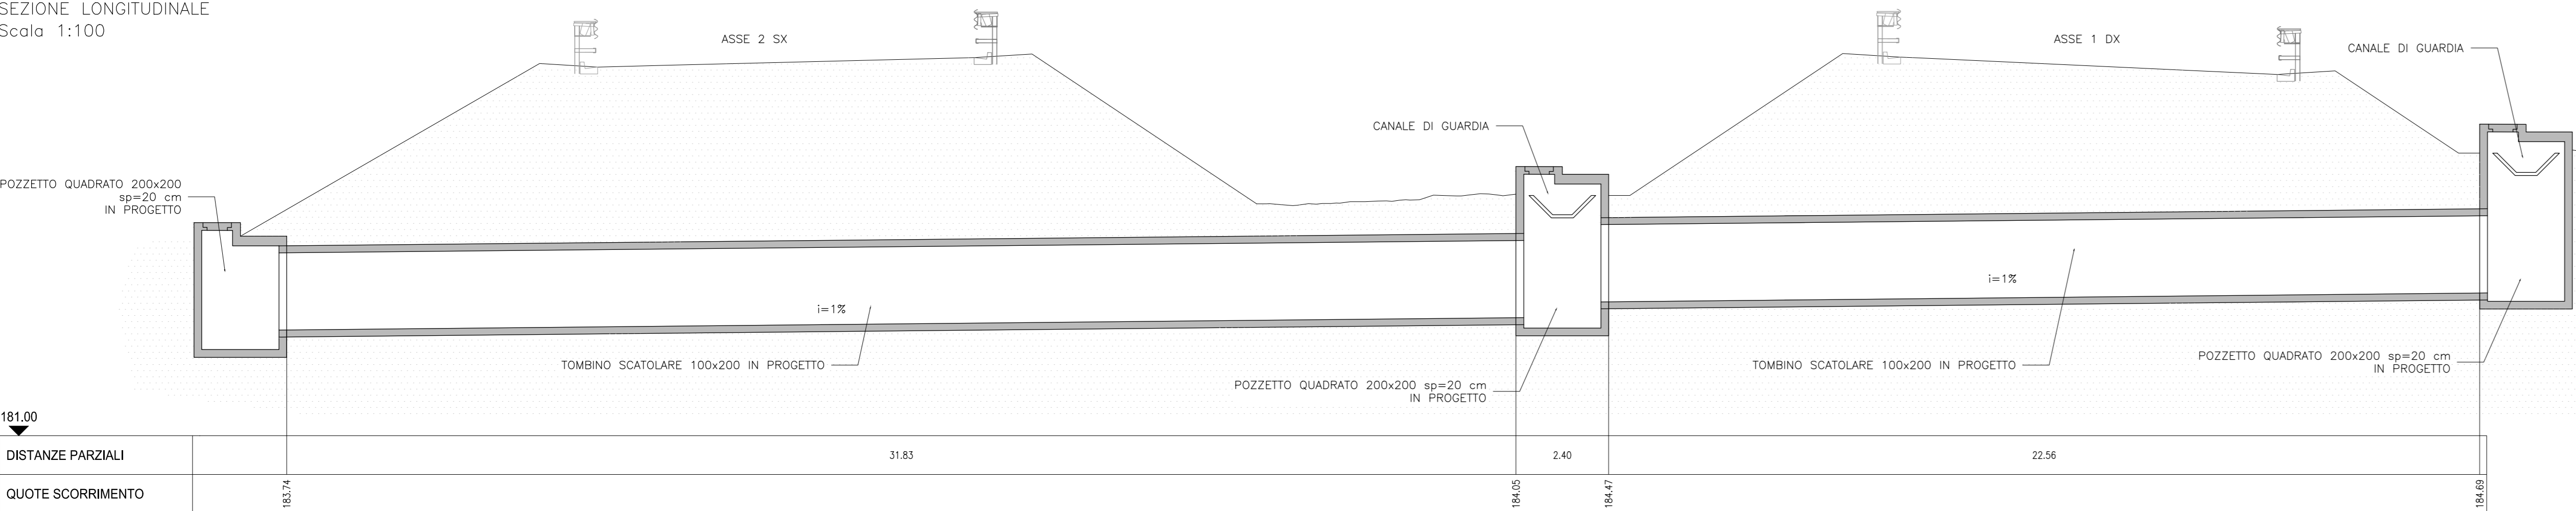 SEZIONE LONGITUDINALE
Scala 1:100
ASSE 2 SX
ASSE 1 DX
CANALE DI GUARDIA
CANALE DI GUARDIA
POZZETTO QUADRATO 200x200
sp=20 cm
IN PROGETTO
i=1%
i=1%
TOMBINO SCATOLARE 100x200 IN PROGETTO
TOMBINO SCATOLARE 100x200 IN PROGETTO
POZZETTO QUADRATO 200x200 sp=20 cm
IN PROGETTO
POZZETTO QUADRATO 200x200 sp=20 cm
IN PROGETTO
181.00
DISTANZE PARZIALI
31.83
2.40
22.56
QUOTE SCORRIMENTO
183.74
184.05
184.47
184.69